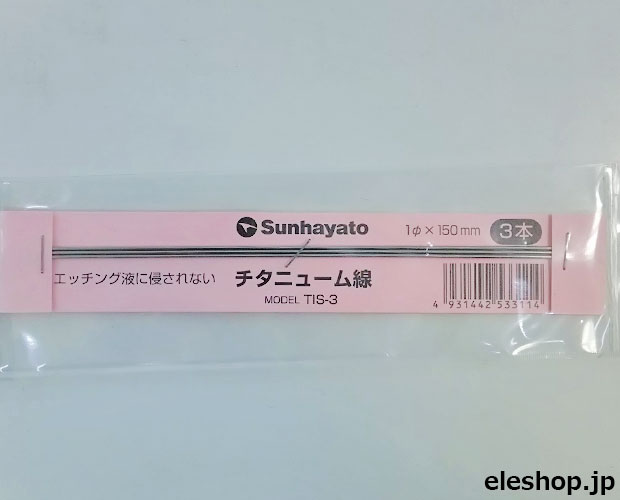 Sunhayato
1φ×150mm 3本
エッチング液に侵されない
チタニューム線
MODEL TIS-3
4 931442 533114
eleshop.jp